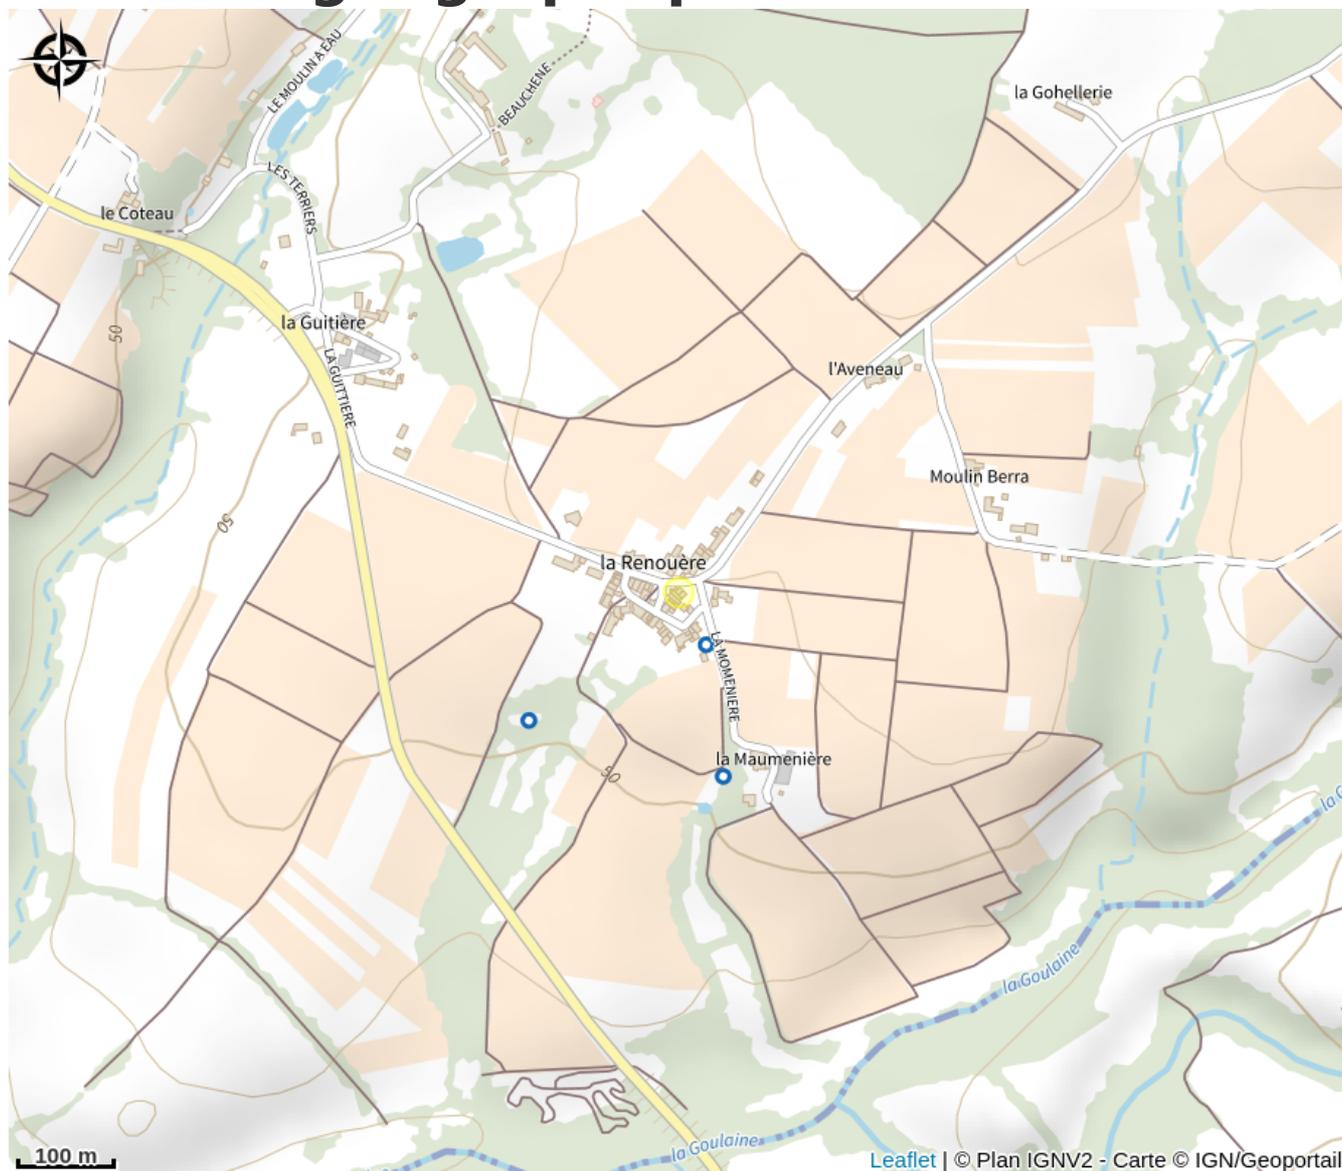 la Gohellerie
LE MOULIN A EAU
BEAUCHENE
LES TERRIERS
le Coteau
la Guitière
50
LA GUITTIERE
l'Aveneau
Moulin Berra
50
la Renouère
LA MOMENIERE
la Maumenière
50
la Goulaine
la Goulaine
100 m
Leaflet | © Plan IGNV2 - Carte © IGN/Geoportail